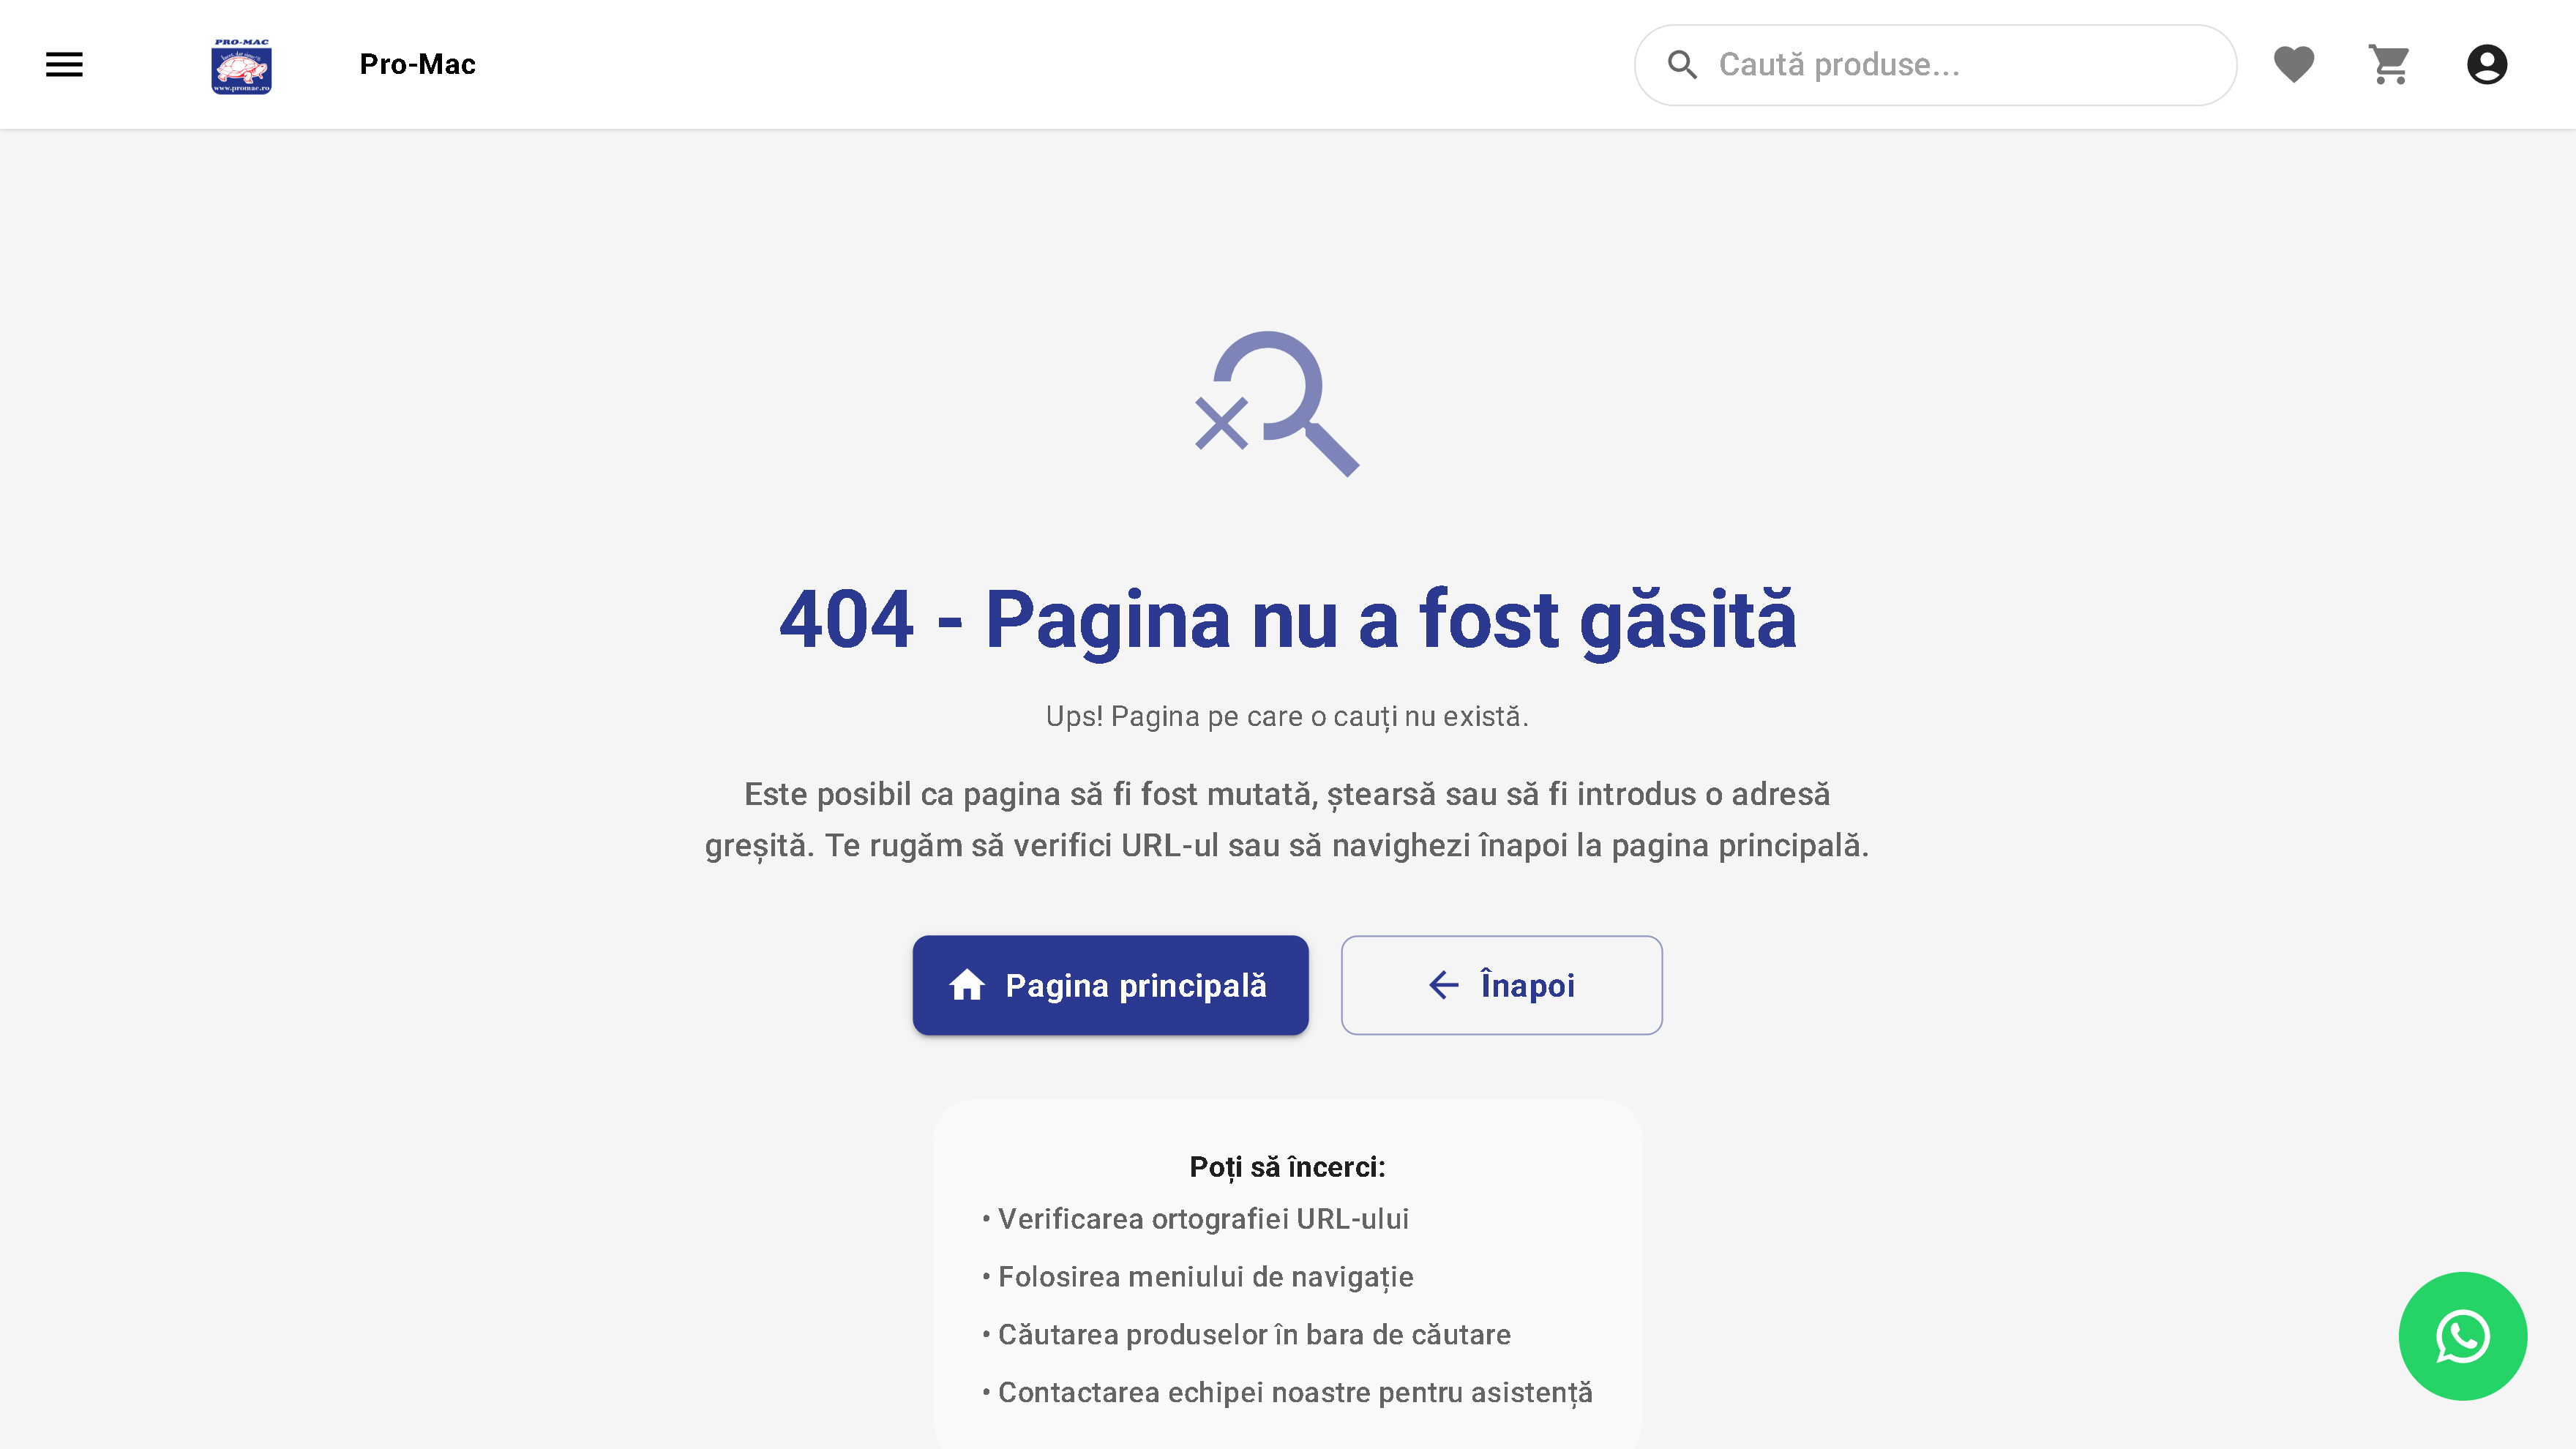 PRO-MAC
www.promac.ro
Pro-Mac
Caută produse...
404 - Pagina nu a fost găsită
Ups! Pagina pe care o cauți nu există.
Este posibil ca pagina să fi fost mutată, ștearsă sau să fi introdus o adresă
greșită. Te rugăm să verifici URL-ul sau să navighezi înapoi la pagina principală.
Pagina principală
Înapoi
Poți să încerci:
• Verificarea ortografiei URL-ului
• Folosirea meniului de navigație
• Căutarea produselor în bara de căutare
• Contactarea echipei noastre pentru asistență